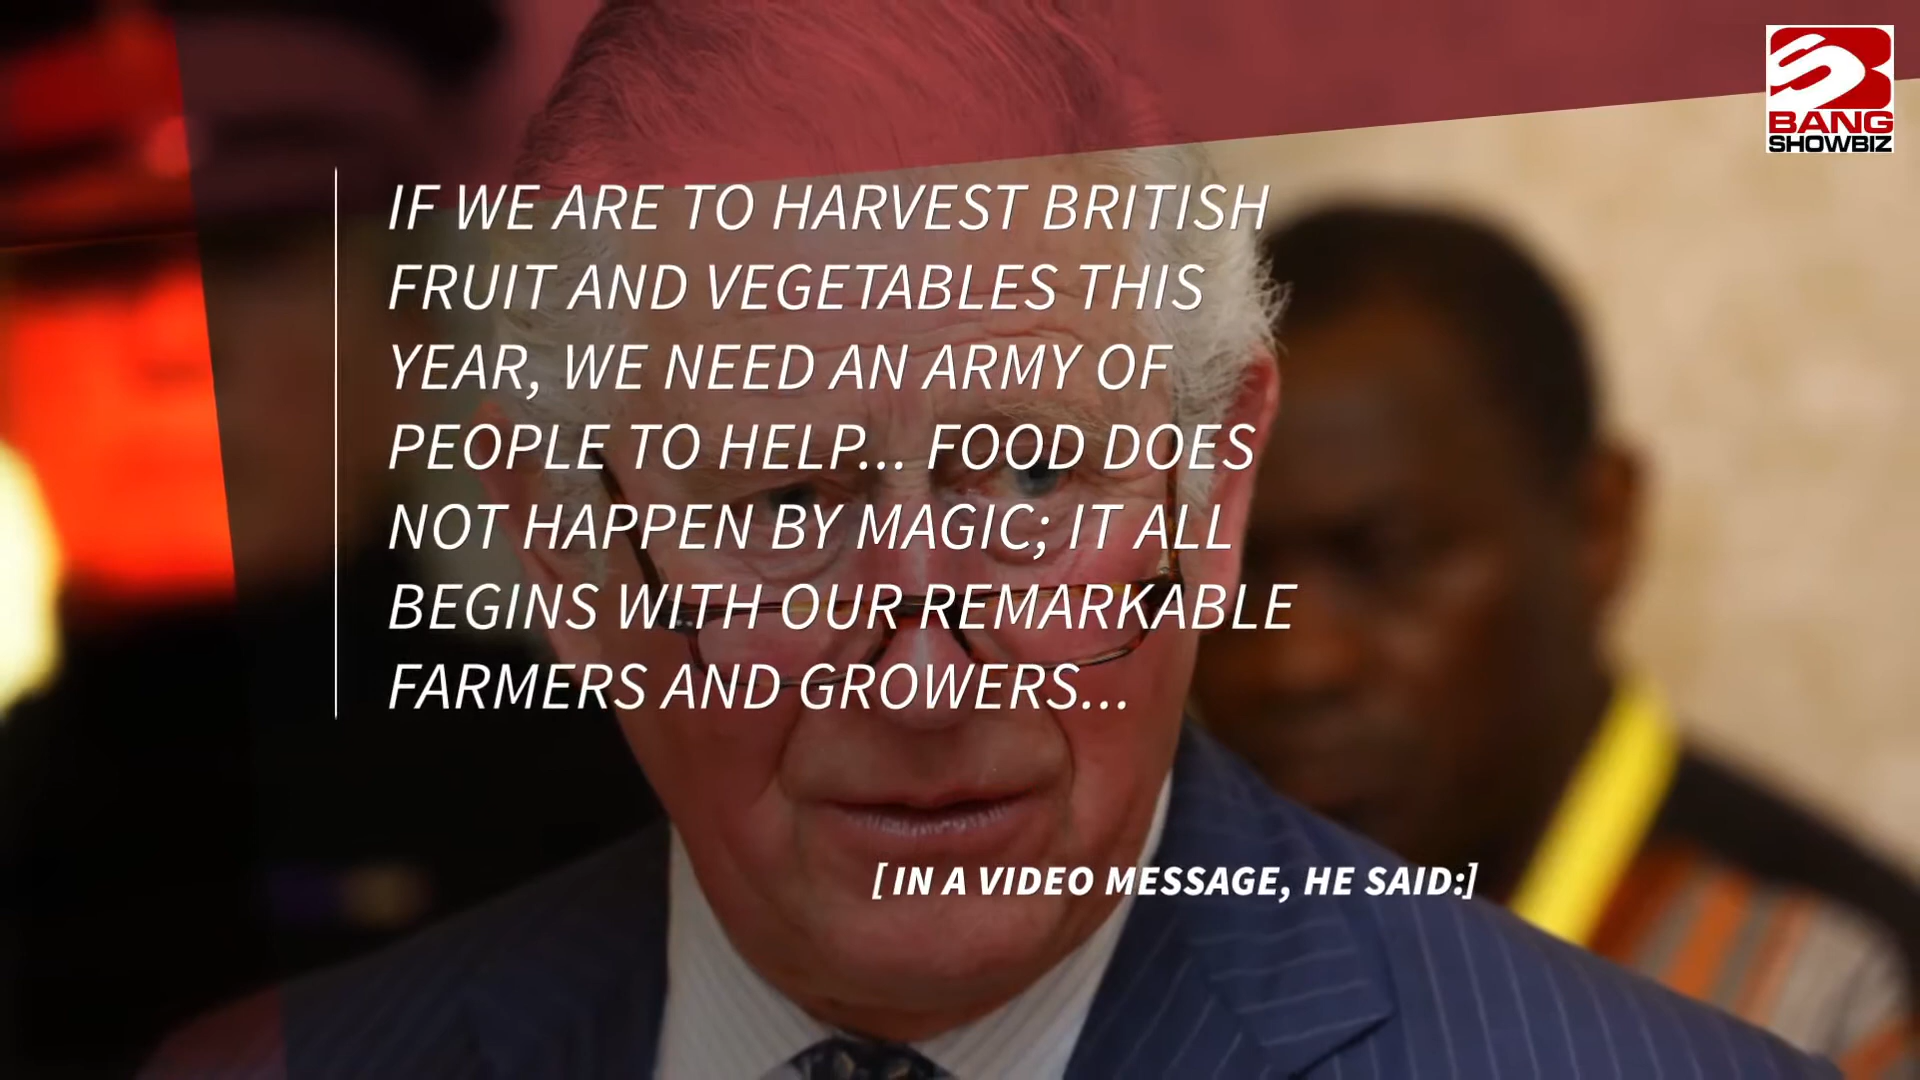 BANG
SHOWBIZ
IF WE ARE TO HARVEST BRITISH
FRUIT AND VEGETABLES THIS
YEAR, WE NEED AN ARMY OF
PEOPLE TO HELP... FOOD DOES
NOT HAPPEN BY MAGIC; IT ALL
BEGINS WITH OUR REMARKABLE
FARMERS AND GROWERS...
[IN A VIDEO MESSAGE, HE SAID:]